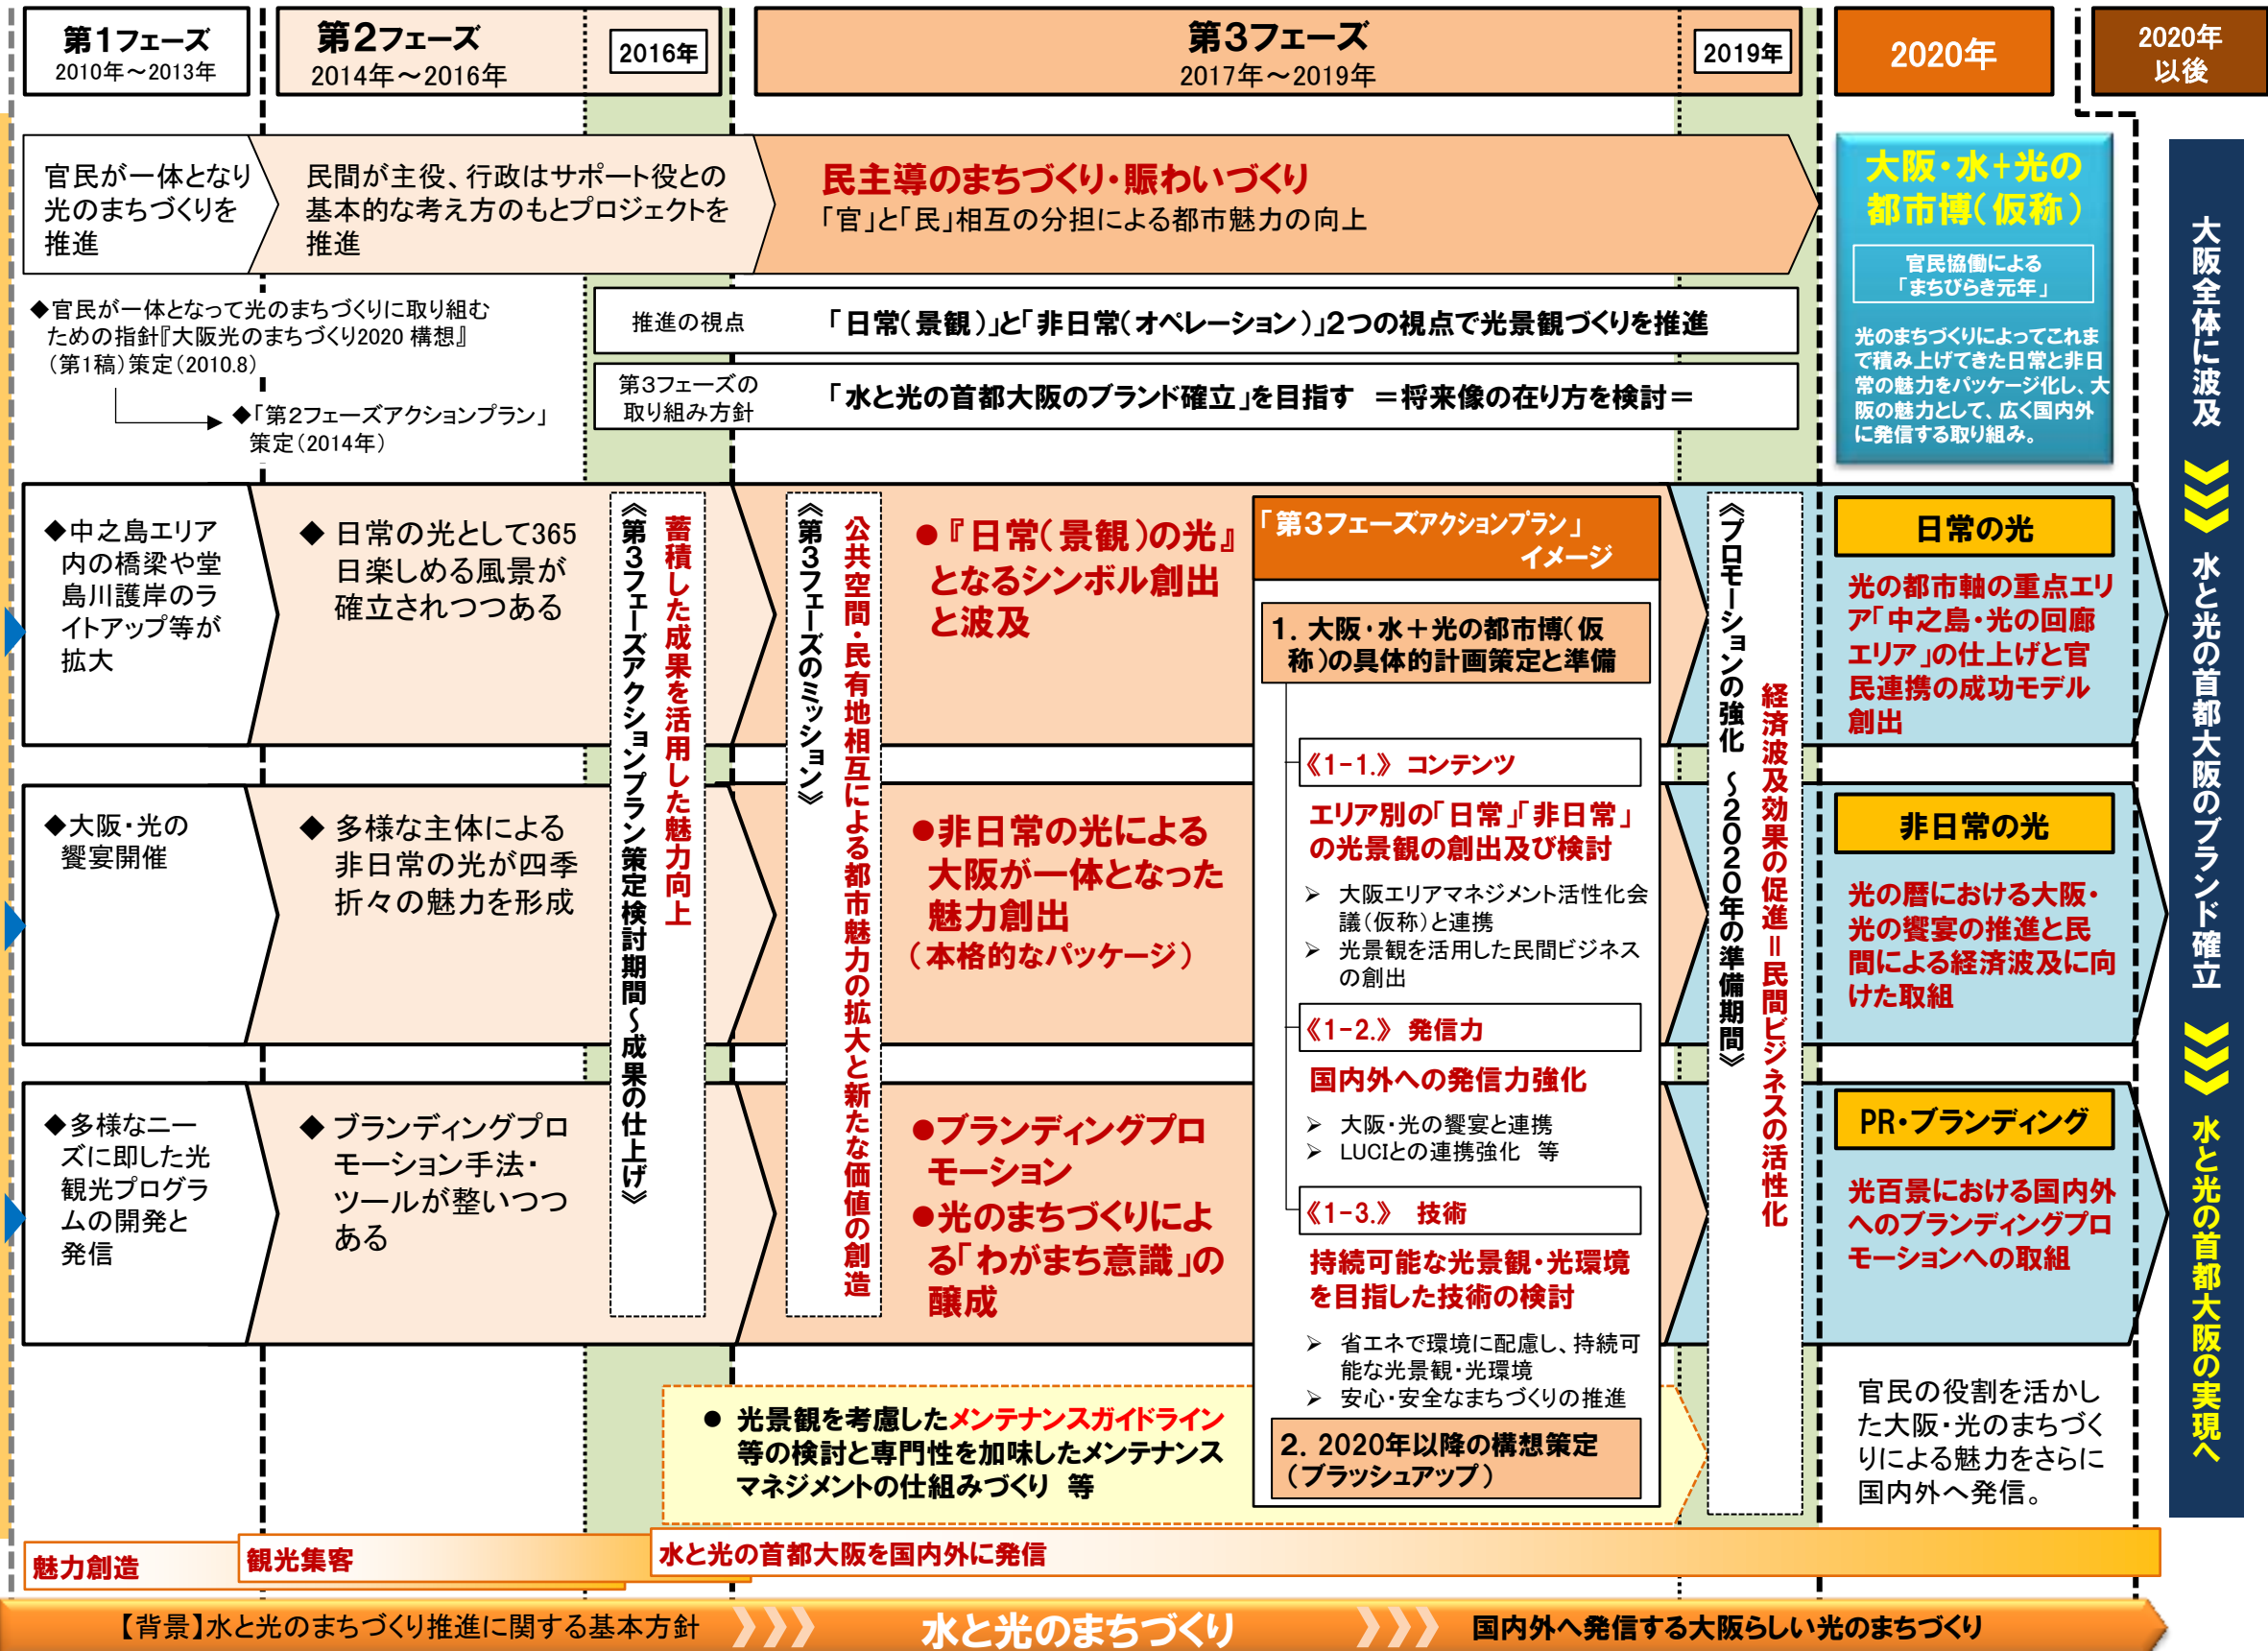 第1フェーズ
2010年～2013年
第2フェーズ
2014年～2016年
2016年
第3フェーズ
2017年～2019年
2019年
2020年
2020年
以後
官民が一体となり
光のまちづくりを
推進
民間が主役、行政はサポート役との
基本的な考え方のもとプロジェクトを
推進
民主導のまちづくり・賑わいづくり
「官」と「民」相互の分担による都市魅力の向上
大阪・水+光の
都市博(仮称)
官民協働による
「まちびらき元年」
光のまちづくりによってこれま
で積み上げてきた日常と非日
常の魅力をパッケージ化し、大
阪の魅力として、広く国内外
に発信する取り組み。
◆官民が一体となって光のまちづくりに取り組む
ための指針『大阪光のまちづくり2020 構想』
(第1稿)策定(2010.8)
◆「第2フェーズアクションプラン」
策定(2014年)
推進の視点
「日常(景観)」と「非日常(オペレーション)」2つの視点で光景観づくりを推進
第3フェーズの
取り組み方針
「水と光の首都大阪のブランド確立」を目指す ＝将来像の在り方を検討＝
◆中之島エリア
内の橋梁や堂
島川護岸のラ
イトアップ等が
拡大
◆ 日常の光として365
日楽しめる風景が
確立されつつある
◆大阪・光の
饗宴開催
◆ 多様な主体による
非日常の光が四季
折々の魅力を形成
◆多様なニー
ズに即した光
観光プログラ
ムの開発と
発信
◆ ブランディングプロ
モーション手法・
ツールが整いつつ
ある
蓄積した成果を活用した魅力向上
《第3フェーズアクションプラン策定検討期間～成果の仕上げ》
公共空間・民有地相互による都市魅力の拡大と新たな価値の創造
《第3フェーズのミッション》
●『日常(景観)の光』
となるシンボル創出
と波及
●非日常の光による
大阪が一体となった
魅力創出
(本格的なパッケージ)
●ブランディングプロ
モーション
●光のまちづくりによ
る「わがまち意識」の
醸成
「第3フェーズアクションプラン」
イメージ
1. 大阪・水＋光の都市博(仮
称)の具体的計画策定と準備
《1-1.》 コンテンツ
エリア別の「日常」「非日常」
の光景観の創出及び検討
➢ 大阪エリアマネジメント活性化会
議(仮称)と連携
➢ 光景観を活用した民間ビジネス
の創出
《1-2.》 発信力
国内外への発信力強化
➢ 大阪・光の饗宴と連携
➢ LUCIとの連携強化 等
《1-3.》 技術
持続可能な光景観・光環境
を目指した技術の検討
➢ 省エネで環境に配慮し、持続可
能な光景観・光環境
➢ 安心・安全なまちづくりの推進
2. 2020年以降の構想策定
(ブラッシュアップ)
経済波及効果の促進＝民間ビジネスの活性化
《プロモーションの強化 ～2020年の準備期間》
日常の光
光の都市軸の重点エリ
ア「中之島・光の回廊
エリア」の仕上げと官
民連携の成功モデル
創出
非日常の光
光の暦における大阪・
光の饗宴の推進と民
間による経済波及に向
けた取組
PR・ブランディング
光百景における国内外
へのブランディングプロ
モーションへの取組
官民の役割を活かし
た大阪・光のまちづく
りによる魅力をさらに
国内外へ発信。
大阪全体に波及
水と光の首都大阪のブランド確立
水と光の首都大阪の実現へ
● 光景観を考慮したメンテナンスガイドライン
等の検討と専門性を加味したメンテナンス
マネジメントの仕組みづくり 等
魅力創造
観光集客
水と光の首都大阪を国内外に発信
【背景】水と光のまちづくり推進に関する基本方針
水と光のまちづくり
国内外へ発信する大阪らしい光のまちづくり